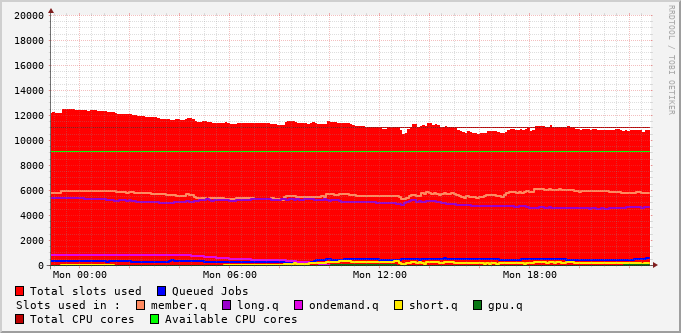 RRDTOOL / TOBI OETIKER
20000
18000
16000
14000
12000
10000
8000
6000
4000
2000
0
Mon 00:00 Mon 06:00 Mon 12:00 Mon 18:00
Total slots used Queued Jobs
Slots used in : member.q long.q ondemand.q short.q gpu.q
Total CPU cores Available CPU cores